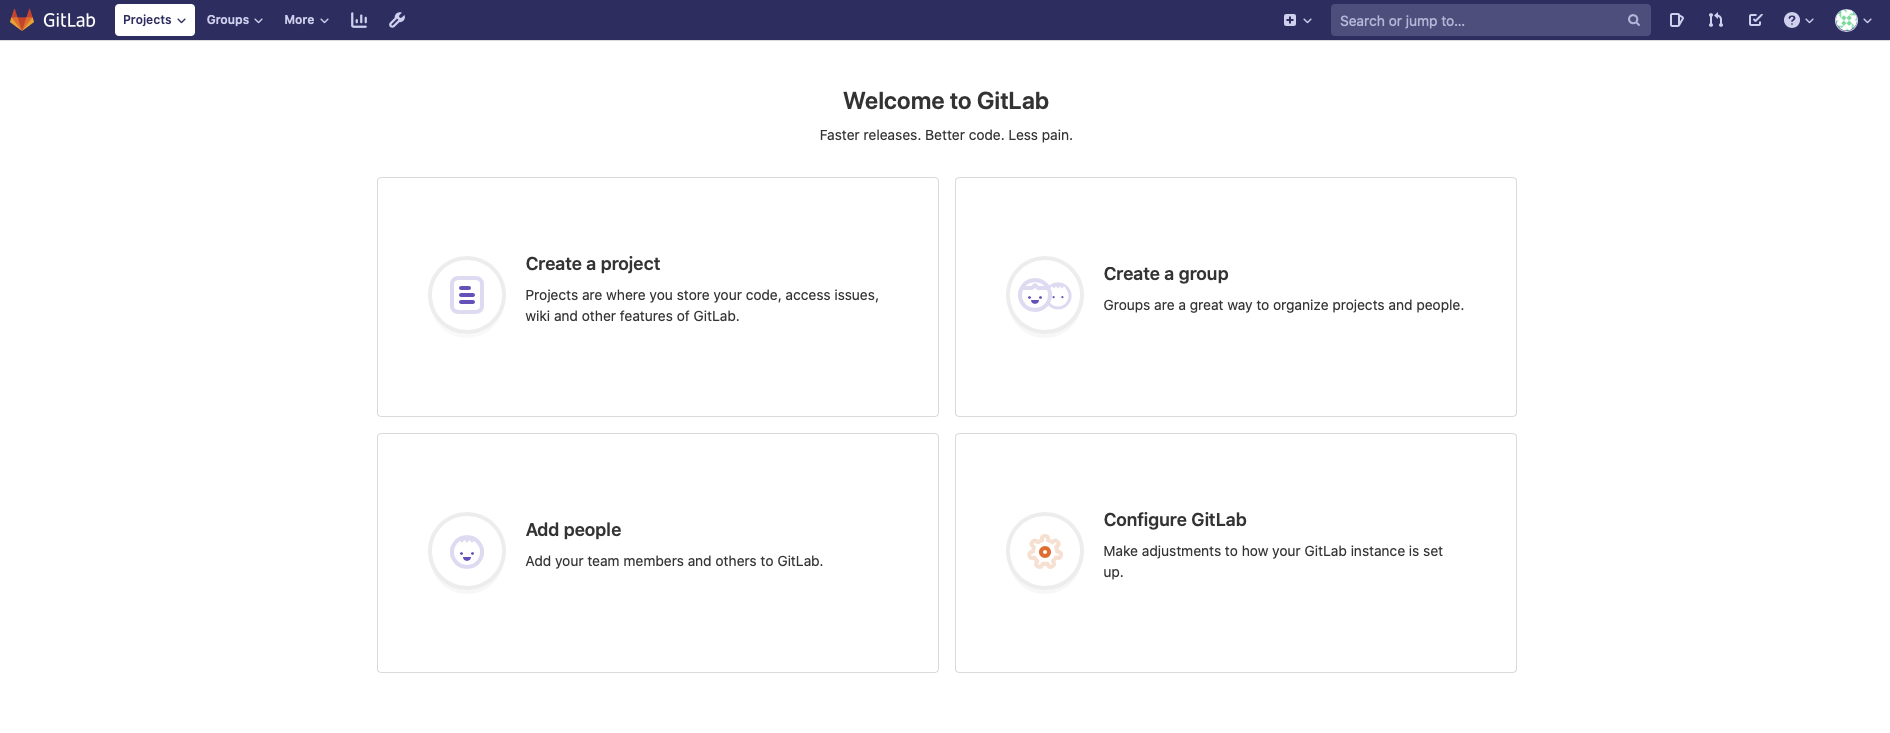 GitLab Projects Groups More Search or jump to...
Welcome to GitLab
Faster releases. Better code. Less pain.
Create a project
Projects are where you store your code, access issues,
wiki and other features of GitLab.
Create a group
Groups are a great way to organize projects and people.
Add people
Add your team members and others to GitLab.
Configure GitLab
Make adjustments to how your GitLab instance is set
up.